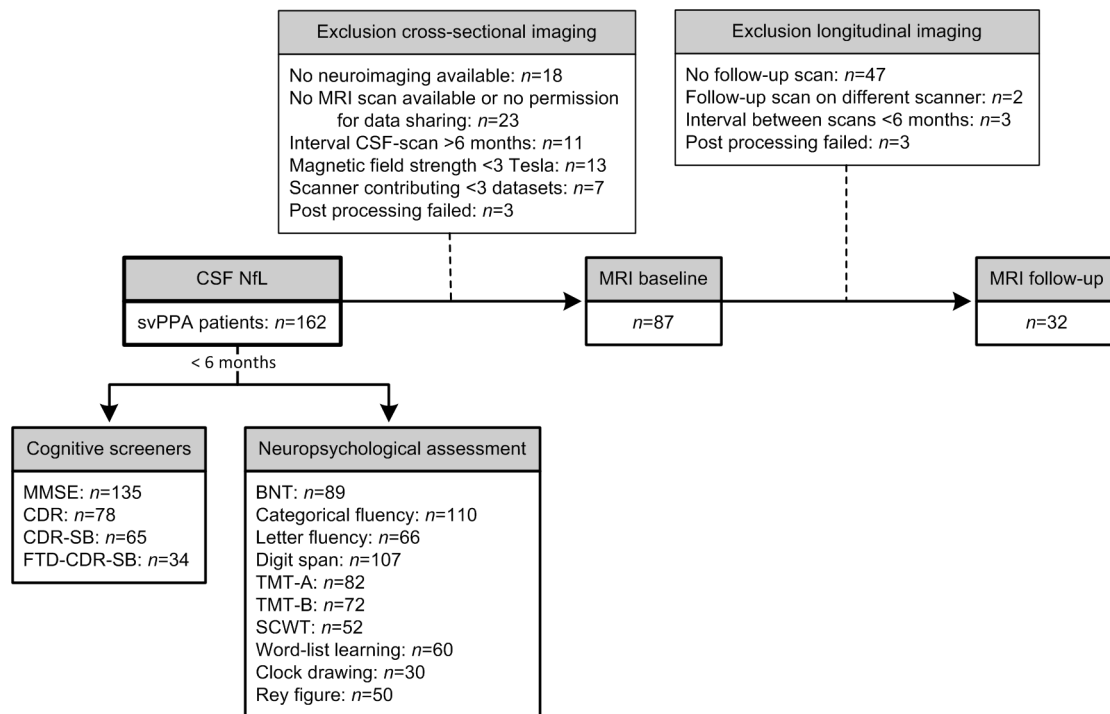 Exclusion cross-sectional imaging
No neuroimaging available: n=18
No MRI scan available or no permission
for data sharing: n=23
Interval CSF-scan >6 months: n=11
Magnetic field strength <3 Tesla: n=13
Scanner contributing <3 datasets: n=7
Post processing failed: n=3
Exclusion longitudinal imaging
No follow-up scan: n=47
Follow-up scan on different scanner: n=2
Interval between scans <6 months: n=3
Post processing failed: n=3
CSF NfL
svPPA patients: n=162
MRI baseline
n=87
MRI follow-up
n=32
< 6 months
Cognitive screeners
MMSE: n=135
CDR: n=78
CDR-SB: n=65
FTD-CDR-SB: n=34
Neuropsychological assessment
BNT: n=89
Categorical fluency: n=110
Letter fluency: n=66
Digit span: n=107
TMT-A: n=82
TMT-B: n=72
SCWT: n=52
Word-list learning: n=60
Clock drawing: n=30
Rey figure: n=50